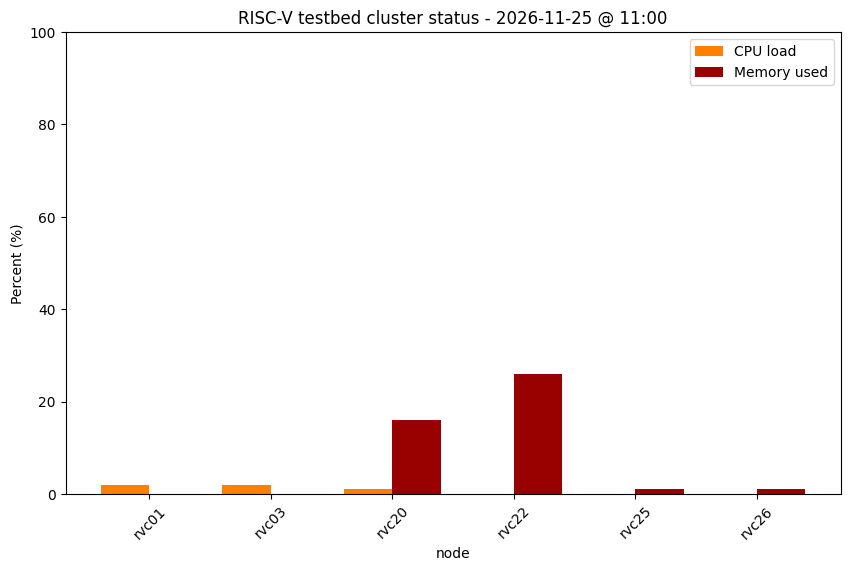 RISC-V testbed cluster status - 2026-11-25 @ 11:00
CPU load
Memory used
Percent (%)
100
80
60
40
20
0
rvc01
rvc03
rvc20
rvc22
rvc25
rvc26
node